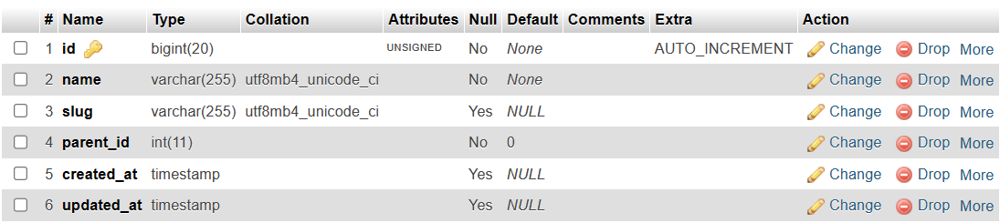 # Name Type Collation Attributes Null Default Comments Extra Action
1 id bigint(20) UNSIGNED No None AUTO_INCREMENT Change Drop More
2 name varchar(255) utf8mb4_unicode_ci No None Change Drop More
3 slug varchar(255) utf8mb4_unicode_ci Yes NULL Change Drop More
4 parent_id int(11) No 0 Change Drop More
5 created_at timestamp Yes NULL Change Drop More
6 updated_at timestamp Yes NULL Change Drop More